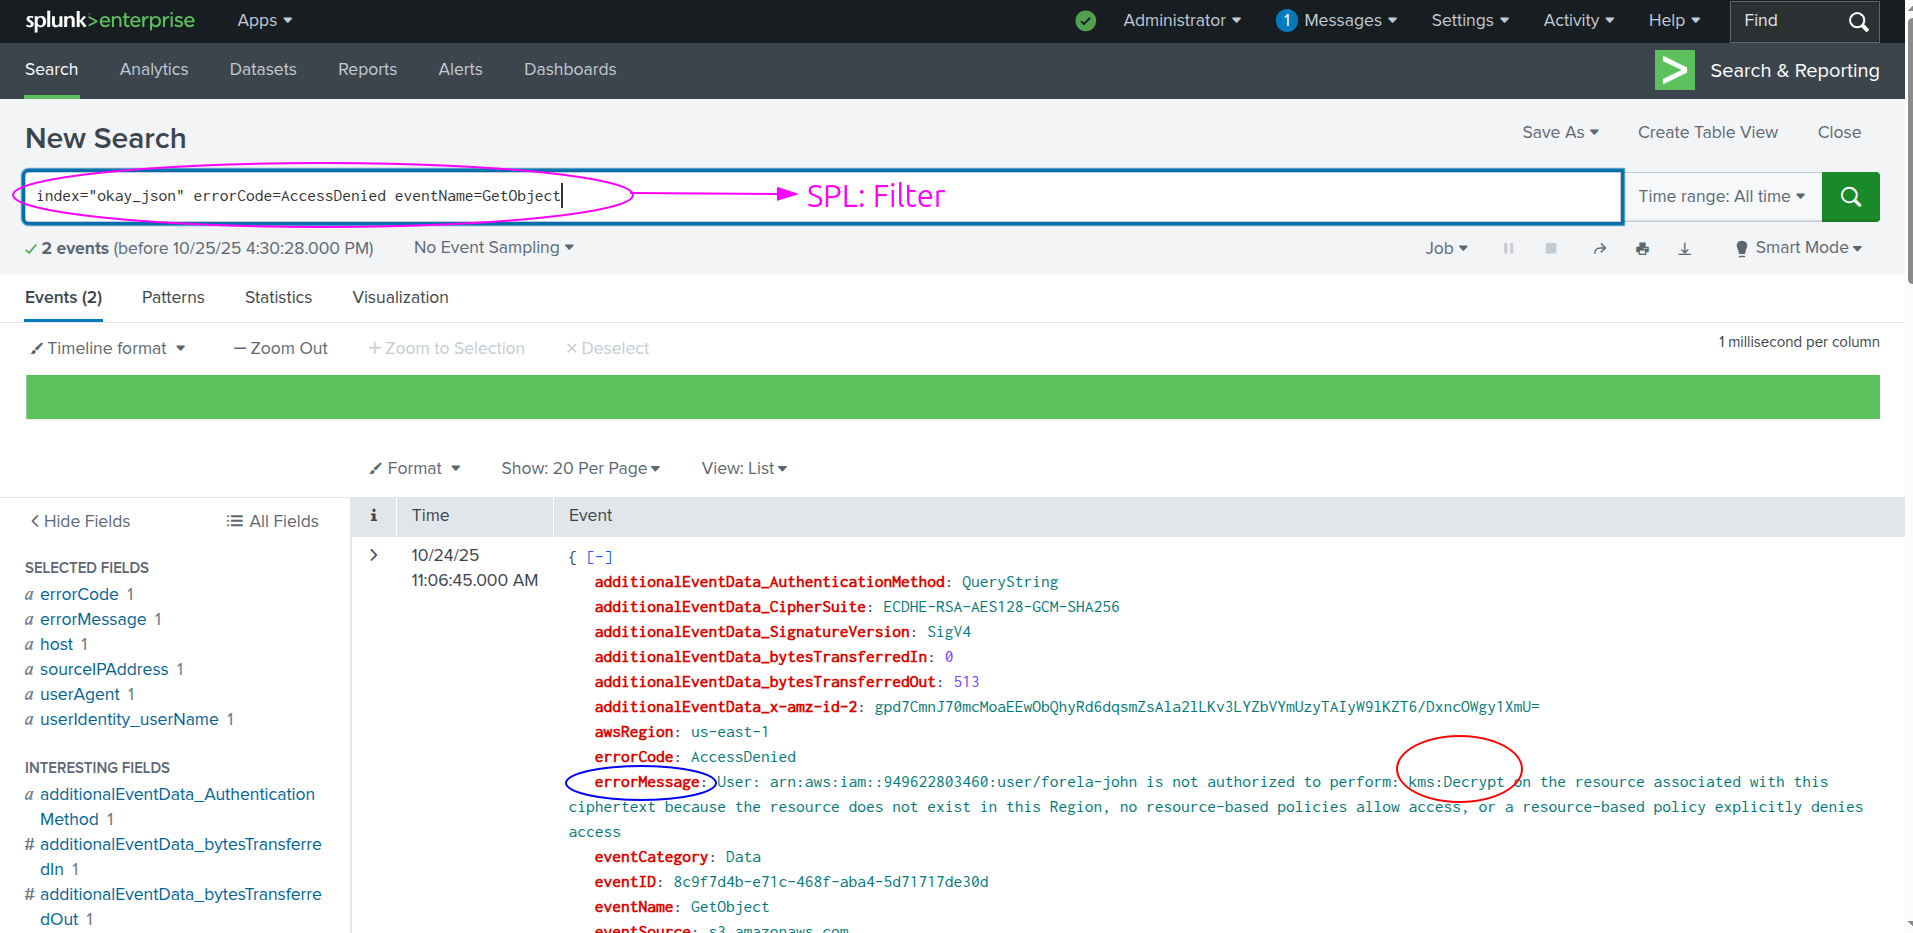 splunk>enterprise Apps Administrator 1 Messages Settings Activity Help Find
Search Analytics Datasets Reports Alerts Dashboards > Search & Reporting
New Search Save As Create Table View Close
index="okay_json" errorCode=AccessDenied eventName=GetObject SPL: Filter Time range: All time
2 events (before 10/25/25 4:30:28.000 PM) No Event Sampling Job Smart Mode
Events (2) Patterns Statistics Visualization
Timeline format — Zoom Out + Zoom to Selection × Deselect 1 millisecond per column
Format Show: 20 Per Page View: List
< Hide Fields All Fields
SELECTED FIELDS
a errorCode 1
a errorMessage 1
a host 1
a sourceIPAddress 1
a userAgent 1
a userIdentity_userName 1
INTERESTING FIELDS
a additionalEventData_Authentication
Method 1
# additionalEventData_bytesTransferre
dIn 1
# additionalEventData_bytesTransferre
dOut 1
i Time Event
> 10/24/25
11:06:45.000 AM
{ [-]
additionalEventData_AuthenticationMethod: QueryString
additionalEventData_CipherSuite: ECDHE-RSA-AES128-GCM-SHA256
additionalEventData_SignatureVersion: SigV4
additionalEventData_bytesTransferredIn: 0
additionalEventData_bytesTransferredOut: 513
additionalEventData_x-amz-id-2: gpd7CmnJ70mcMoaEEwObQhyRd6dqsmZsAla2lLKv3LYZbVYmUzyTAIyW9lKZT6/DxncOWgy1XmU=
awsRegion: us-east-1
errorCode: AccessDenied
errorMessage: User: arn:aws:iam::949622803460:user/forela-john is not authorized to perform: kms:Decrypt on the resource associated with this
ciphertext because the resource does not exist in this Region, no resource-based policies allow access, or a resource-based policy explicitly denies
access
eventCategory: Data
eventID: 8c9f7d4b-e71c-468f-aba4-5d71717de30d
eventName: GetObject
eventSource: s3.amazonaws.com